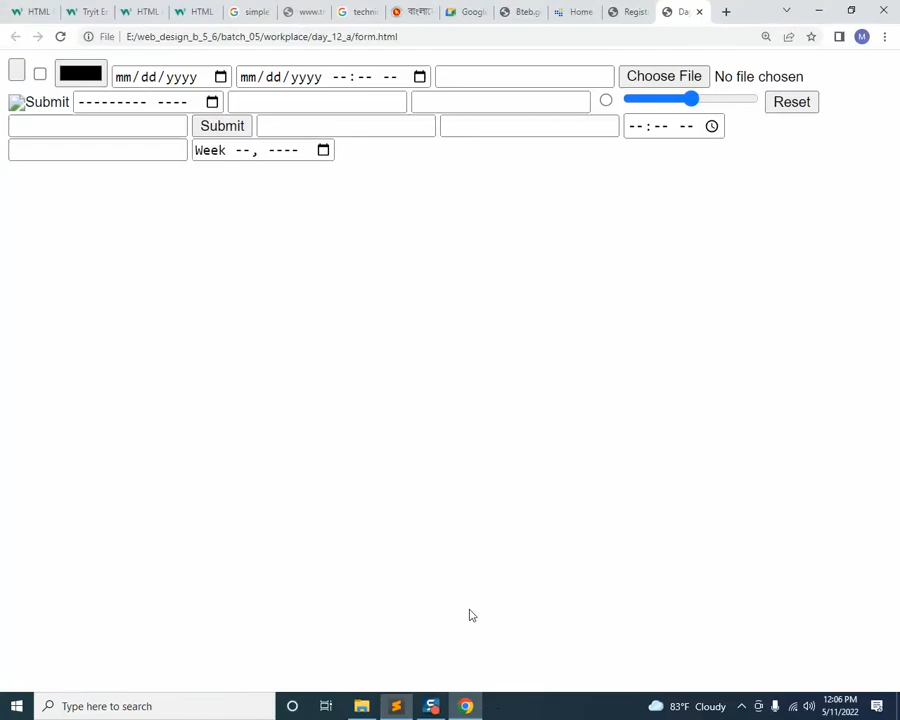 HTML
Tryit E
HTML
HTML
simple
www.t
techni
বাংলা
Google
Bteb.g
Home
Regist
Da
File E:/web_design_b_5_6/batch_05/workplace/day_12_a/form.html
M
mm/dd/yyyy mm/dd/yyyy --:-- -- Choose File No file chosen
Submit --------- ---- Reset
Submit --:-- --
Week --, ----
Type here to search
83°F Cloudy
12:06 PM
5/11/2022